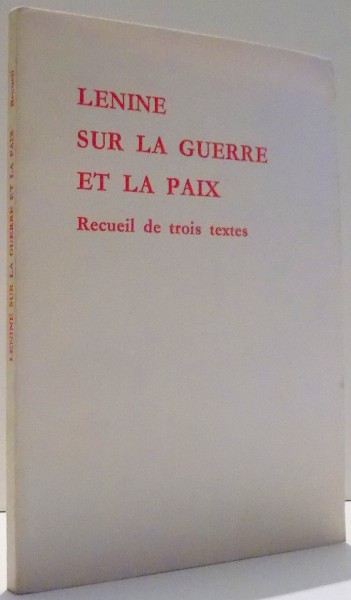 LENINE
SUR LA GUERRE
ET LA PAIX
Recueil de trois textes
LENINE SUR LA GUERRE ET LA PAIX Recueil